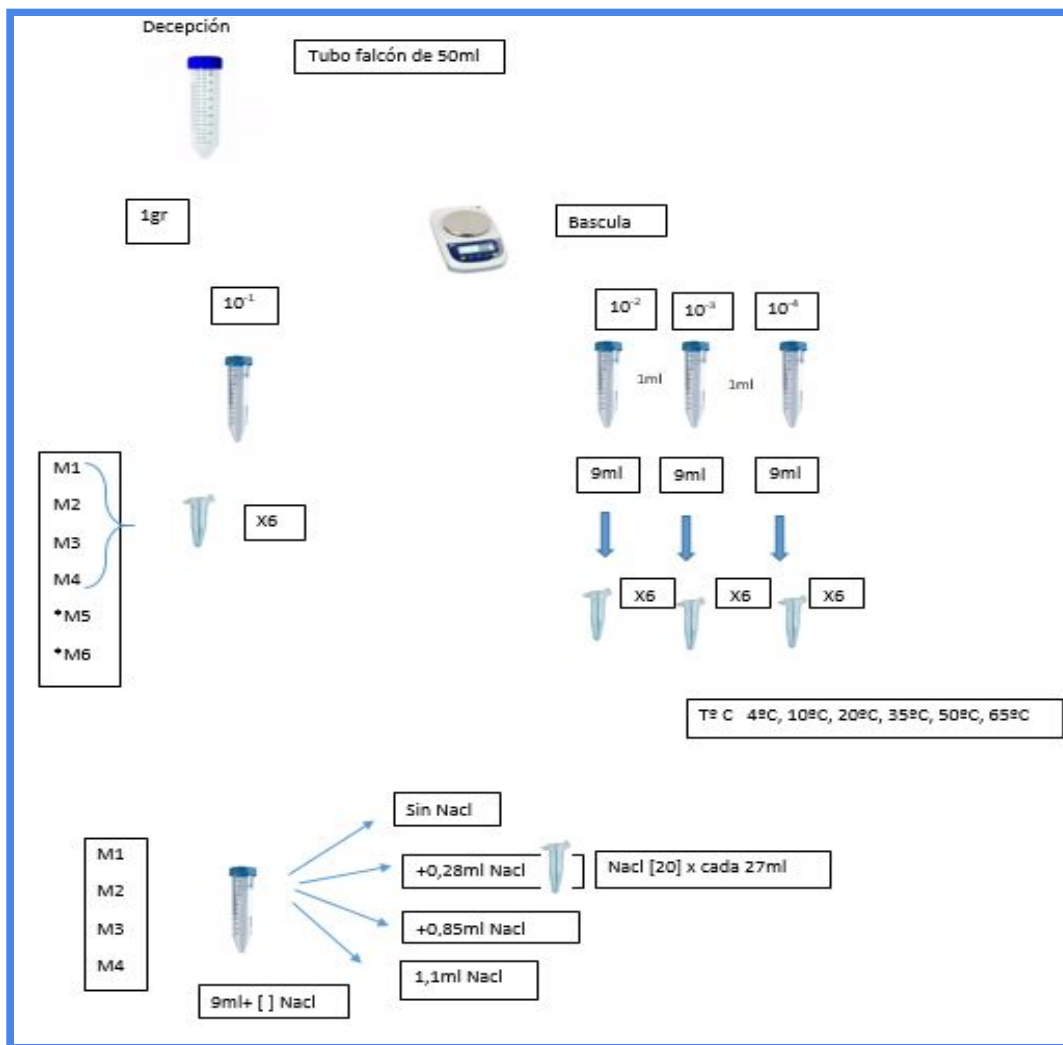 Decepción
Tubo falcón de 50ml
1gr
Bascula
10⁻¹
10⁻² 10⁻³ 10⁻⁴
1ml 1ml
M1
M2
M3
M4
*M5
*M6
X6
9ml 9ml 9ml
X6 X6 X6
Tº C 4ºC, 10ºC, 20ºC, 35ºC, 50ºC, 65ºC
M1
M2
M3
M4
9ml+ [ ] Nacl
Sin Nacl
+0,28ml Nacl
Nacl [20] x cada 27ml
+0,85ml Nacl
1,1ml Nacl